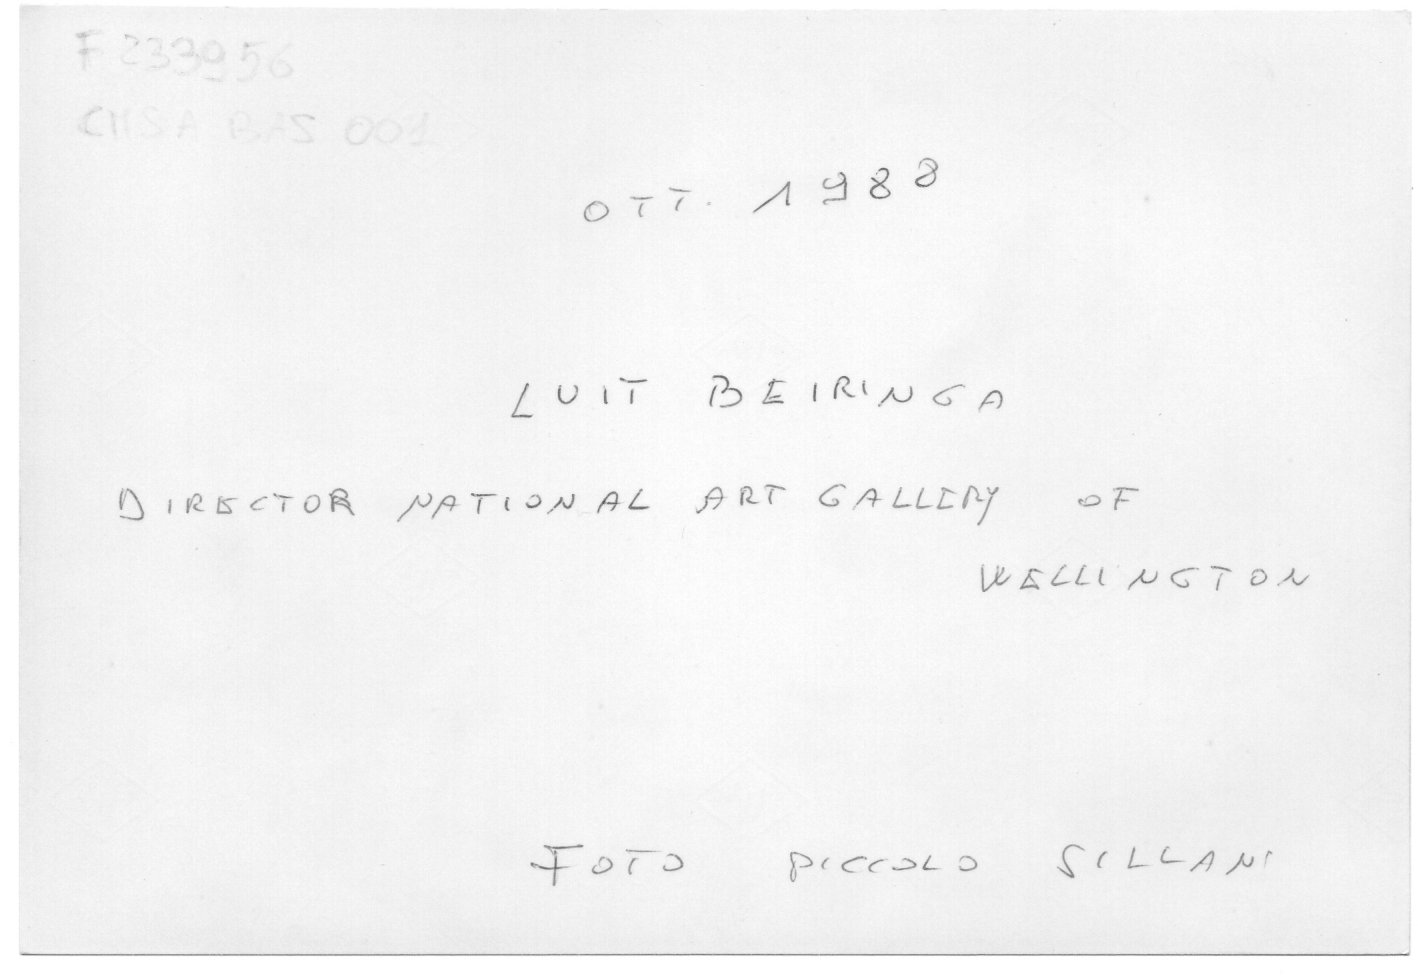 F 233956
CIISA BAS 001
OTT. 1988
LUIT BEIRINGA
DIRECTOR NATIONAL ART GALLERY OF
WELLINGTON
FOTO PICCOLO SILLANI